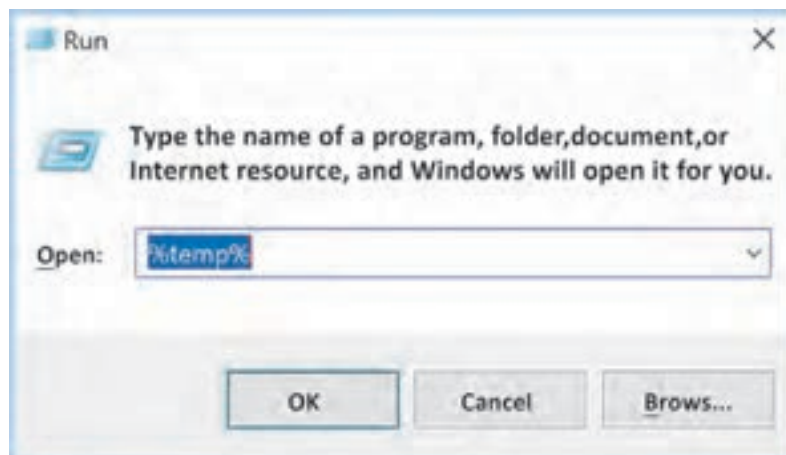 Run
Type the name of a program, folder,document,or
Internet resource, and Windows will open it for you.
Open: %temp%
OK Cancel Brows...